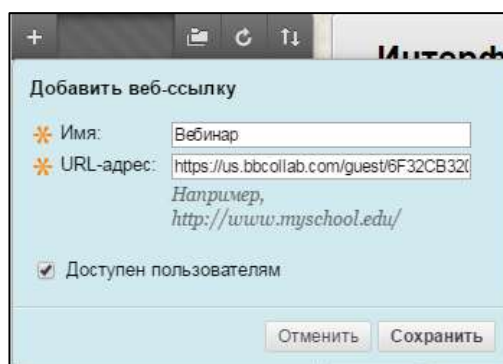 +
Интерф
Добавить веб-ссылку
* Имя: Вебинар
* URL-адрес: https://us.bbcollab.com/guest/6F32CB320
Например,
http://www.myschool.edu/
Доступен пользователям
Отменить Сохранить